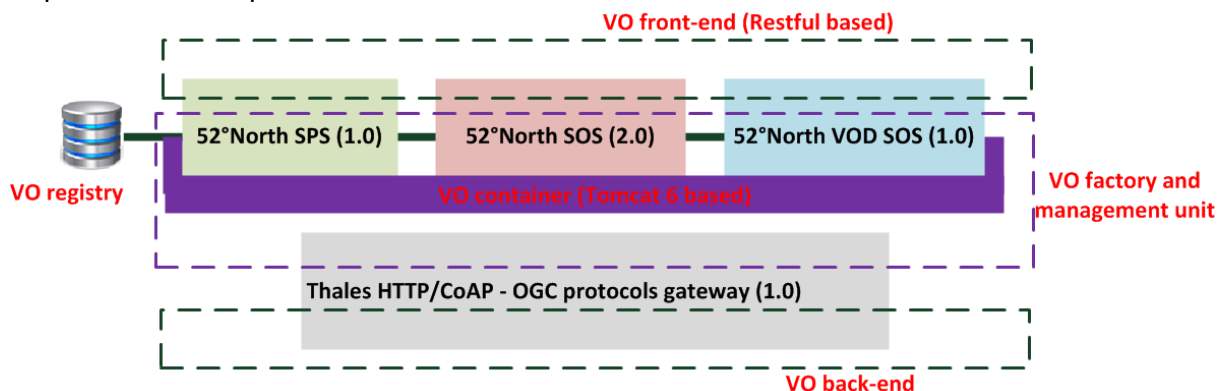 VO front-end (Restful based)
52°North SPS (1.0)
52°North SOS (2.0)
52°North VOD SOS (1.0)
VO registry
VO container (Tomcat 6 based)
VO factory and
management unit
Thales HTTP/CoAP - OGC protocols gateway (1.0)
VO back-end